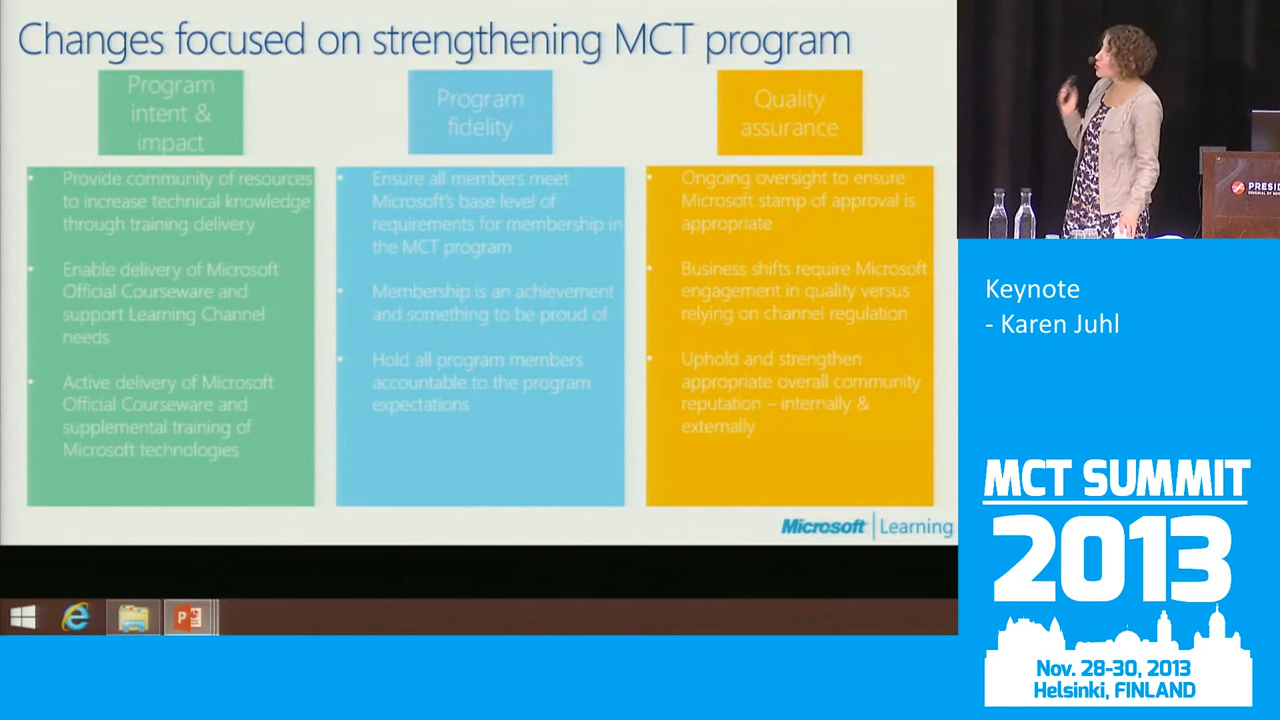 Changes focused on strengthening MCT program
Program
intent &
impact
• Provide community of resources
to increase technical knowledge
through training delivery
• Enable delivery of Microsoft
Official Courseware and
support Learning Channel
needs
• Active delivery of Microsoft
Official Courseware and
supplemental training of
Microsoft technologies
Program
fidelity
• Ensure all members meet
Microsoft's base level of
requirements for membership in
the MCT program
• Membership is an achievement
and something to be proud of
• Hold all program members
accountable to the program
expectations
Quality
assurance
• Ongoing oversight to ensure
Microsoft stamp of approval is
appropriate
• Business shifts require Microsoft
engagement in quality versus
relying on channel regulation
• Uphold and strengthen
appropriate overall community
reputation – internally &
externally
Microsoft | Learning
PRESID
Keynote
- Karen Juhl
MCT SUMMIT
2013
Nov. 28-30, 2013
Helsinki, FINLAND